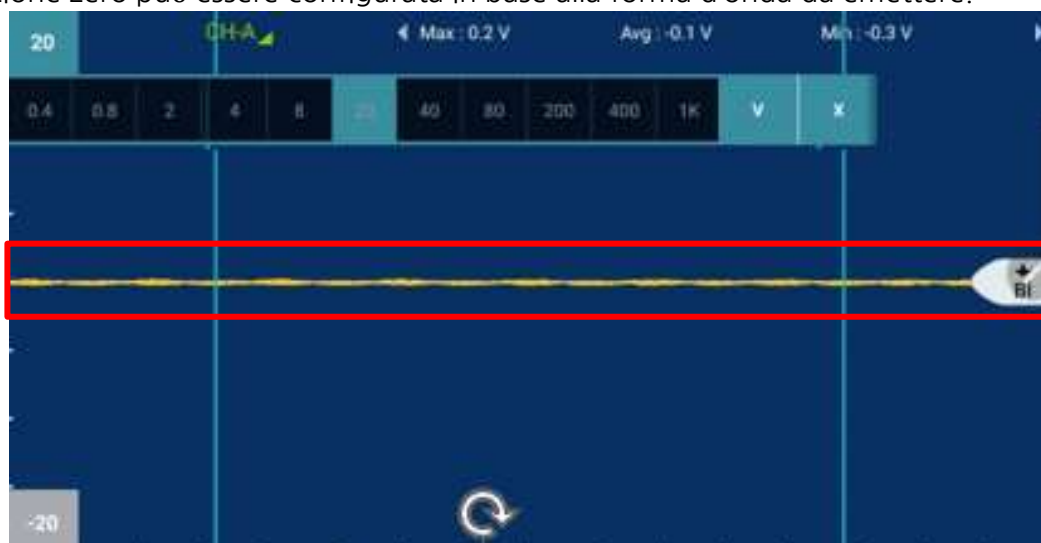 zero può essere configurata in base alla forma d'onda da emettere.
20 CH-A Max : 0.2 V Avg : -0.1 V Min : -0.3 V
0.4 0.8 2 4 8 20 40 80 200 400 1K V X
BI
-20